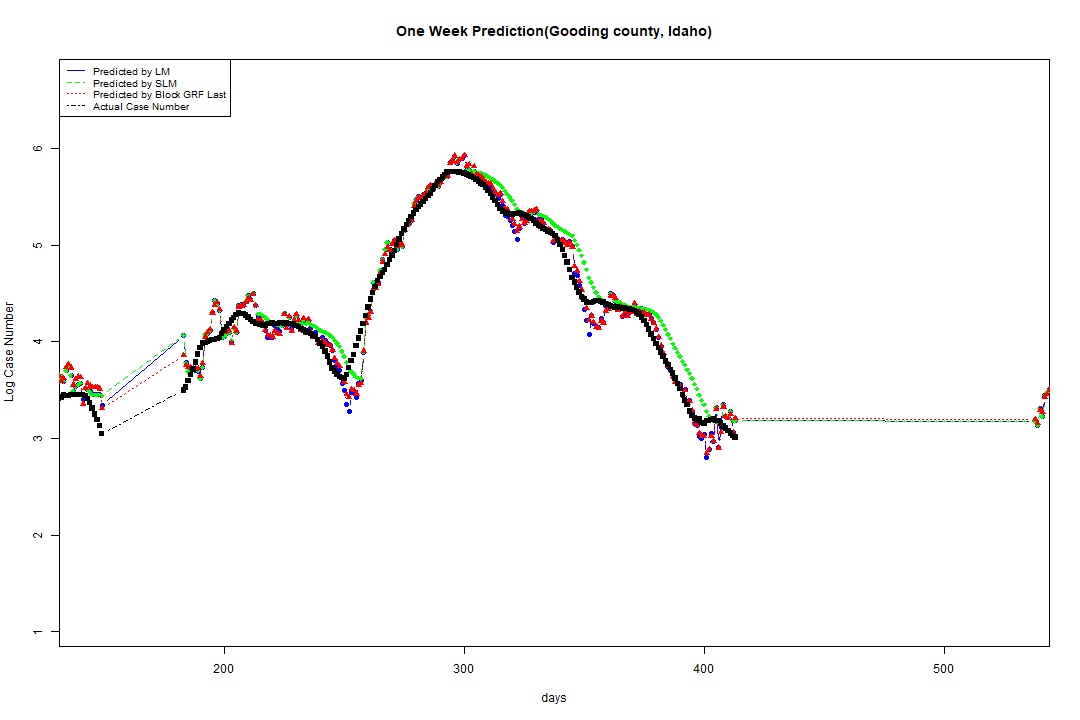 One Week Prediction(Gooding county, Idaho)
Predicted by LM
Predicted by SLM
Predicted by Block GRF Last
Actual Case Number
6
5
4
3
2
1
Log Case Number
200
300
400
500
days